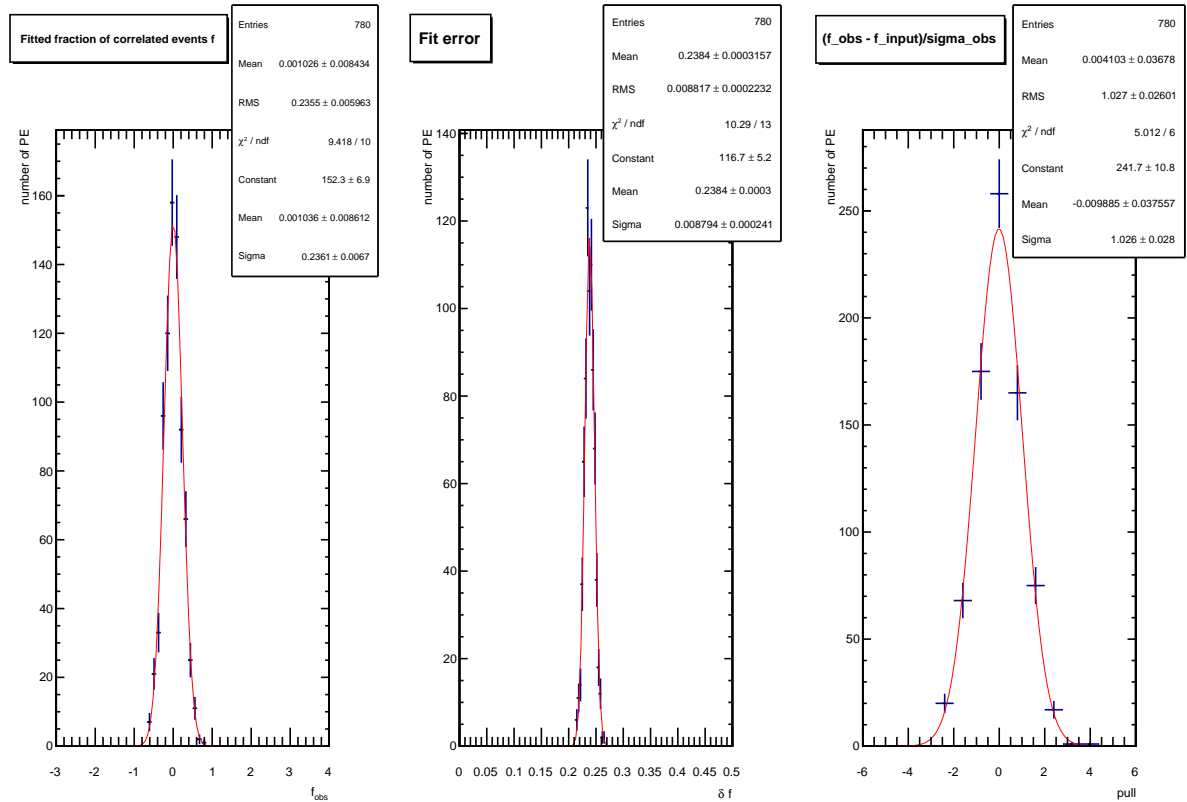 Fitted fraction of correlated events f
Entries 780
Mean 0.001026 ± 0.008434
RMS 0.2355 ± 0.005963
χ² / ndf 9.418 / 10
Constant 152.3 ± 6.9
Mean 0.001036 ± 0.008612
Sigma 0.2361 ± 0.0067
number of PE
160
140
120
100
80
60
40
20
0
-3 -2 -1 0 1 2 3 4
f_obs
Fit error
Entries 780
Mean 0.2384 ± 0.0003157
RMS 0.008817 ± 0.0002232
χ² / ndf 10.29 / 13
Constant 116.7 ± 5.2
Mean 0.2384 ± 0.0003
Sigma 0.008794 ± 0.000241
number of PE
140
120
100
80
60
40
20
0
0 0.05 0.1 0.15 0.2 0.25 0.3 0.35 0.4 0.45 0.5
δ f
(f_obs - f_input)/sigma_obs
Entries 780
Mean 0.004103 ± 0.03678
RMS 1.027 ± 0.02601
χ² / ndf 5.012 / 6
Constant 241.7 ± 10.8
Mean -0.009885 ± 0.037557
Sigma 1.026 ± 0.028
number of PE
250
200
150
100
50
0
-6 -4 -2 0 2 4 6
pull